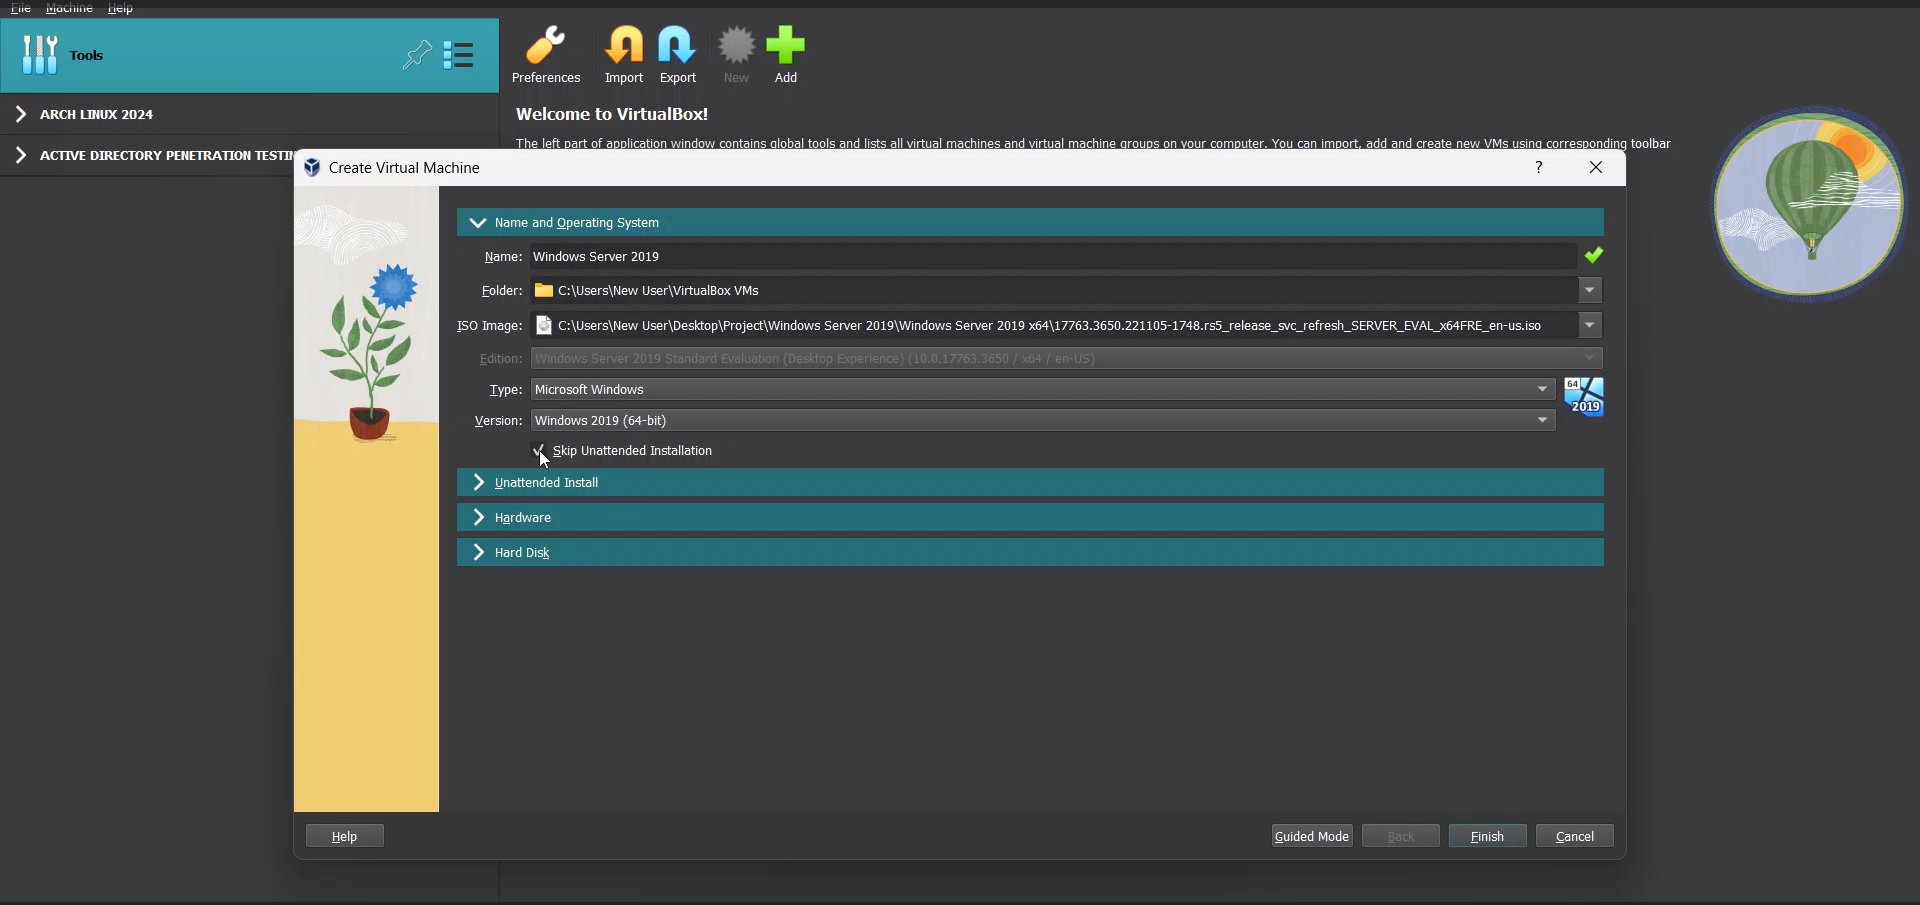 File Machine Help
Tools
Preferences Import Export New Add
ARCH LINUX 2024
Welcome to VirtualBox!
ACTIVE DIRECTORY PENETRATION
The left part of application window contains global tools and lists all virtual machines and virtual machine groups on your computer. You can import, add and create new VMs using corresponding toolbar
Create Virtual Machine ?
Name and Operating System
Name: Windows Server 2019
Folder: C:\Users\New User\VirtualBox VMs
ISO Image: C:\Users\New User\Desktop\Project\Windows Server 2019\Windows Server 2019 x64\17763.3650.221105-1748.rs5_release_svc_refresh_SERVER_EVAL_x64FRE_en-us.iso
Edition: Windows Server 2019 Standard Evaluation (Desktop Experience) (10.0.17763.3650 / x64 / en-US)
Type: Microsoft Windows
64
2019
Version: Windows 2019 (64-bit)
Skip Unattended Installation
Unattended Install
Hardware
Hard Disk
Help Guided Mode Back Finish Cancel